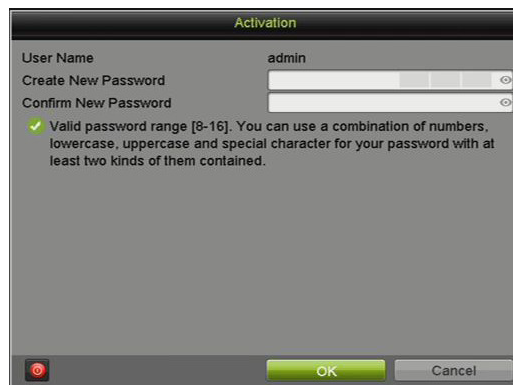 Activation
User Name admin
Create New Password
Confirm New Password
Valid password range [8-16]. You can use a combination of numbers,
lowercase, uppercase and special character for your password with at
least two kinds of them contained.
OK Cancel